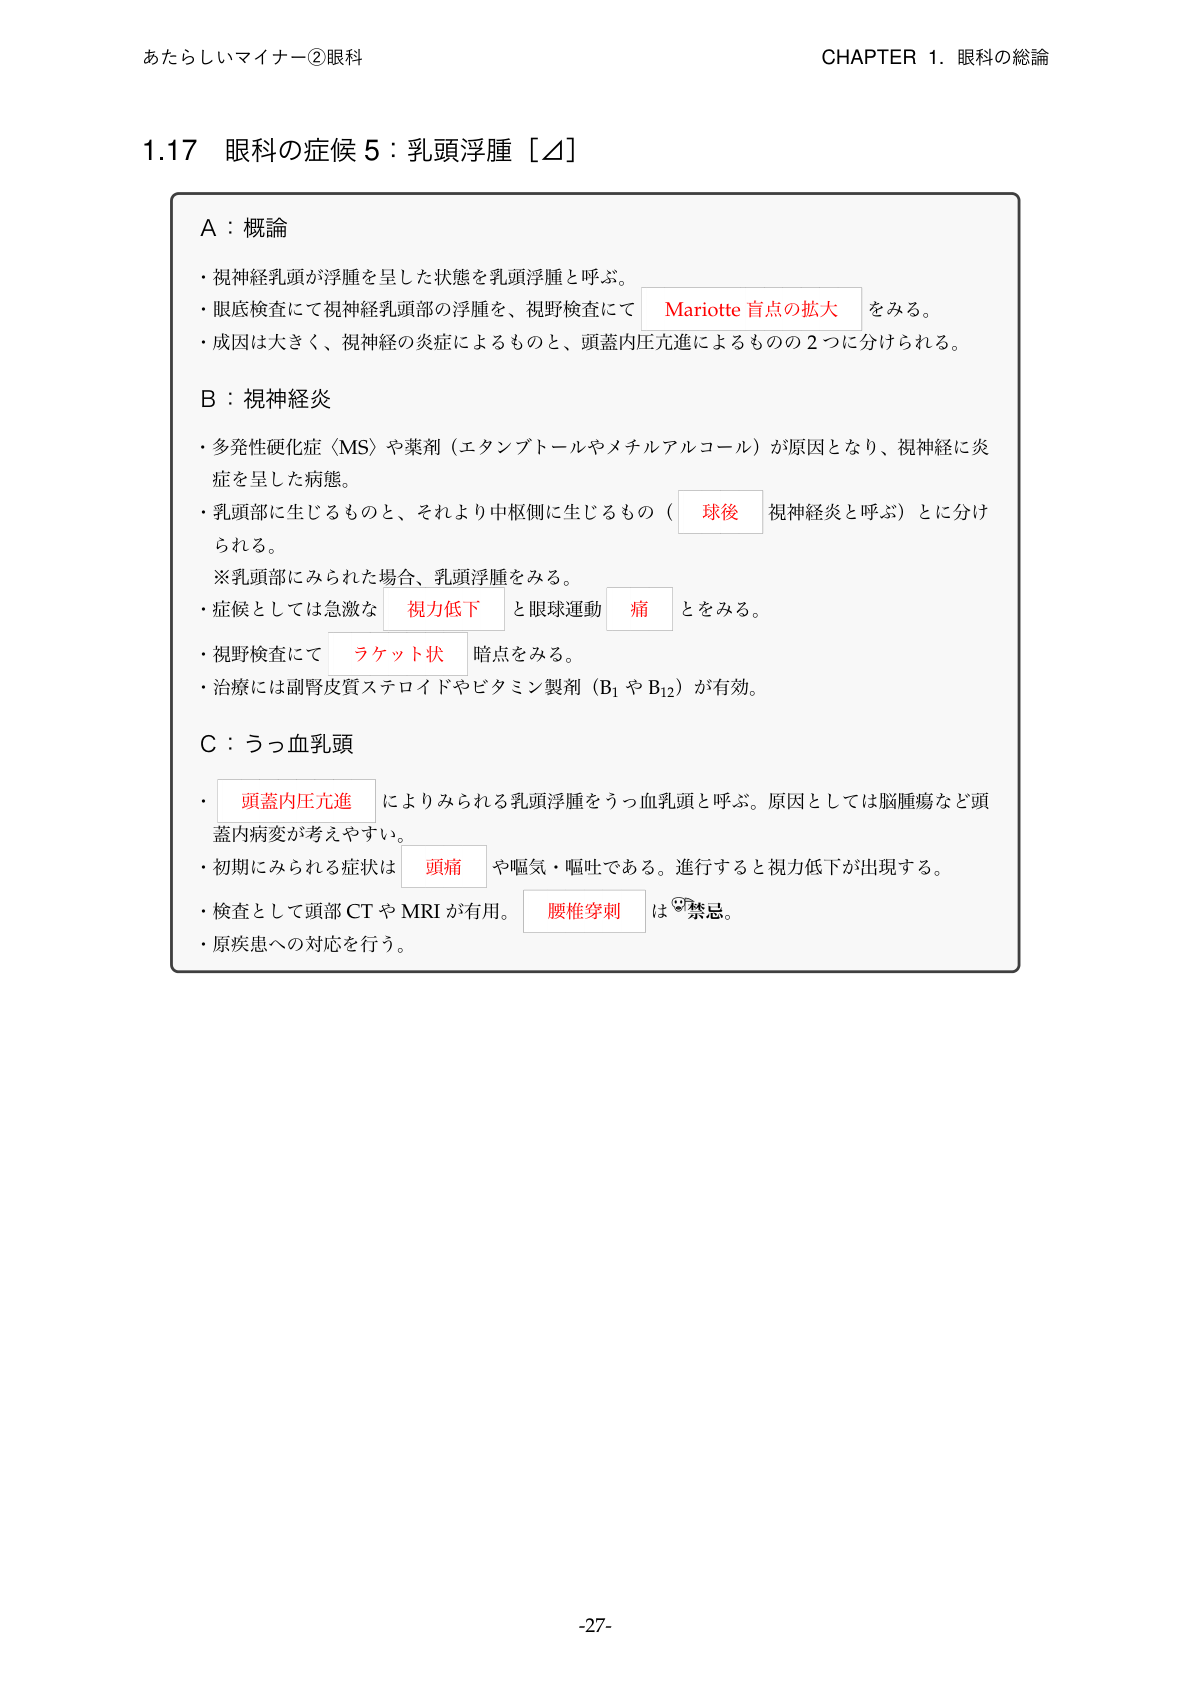 あたらしいマイナー②眼科 CHAPTER 1. 眼科の総論
1.17 眼科の症候 5：乳頭浮腫［⊿］
A：概論
・視神経乳頭が浮腫を呈した状態を乳頭浮腫と呼ぶ。
・眼底検査にて視神経乳頭部の浮腫を、視野検査にて Mariotte 盲点の拡大 をみる。
・成因は大きく、視神経の炎症によるものと、頭蓋内圧亢進によるものの 2 つに分けられる。
B：視神経炎
・多発性硬化症〈MS〉や薬剤（エタンブトールやメチルアルコール）が原因となり、視神経に炎
症を呈した病態。
・乳頭部に生じるものと、それより中枢側に生じるもの（ 球後 視神経炎と呼ぶ）とに分け
られる。
※乳頭部にみられた場合、乳頭浮腫をみる。
・症候としては急激な 視力低下 と眼球運動 痛 とをみる。
・視野検査にて ラケット状 暗点をみる。
・治療には副腎皮質ステロイドやビタミン製剤（B₁ や B₁₂）が有効。
C：うっ血乳頭
・ 頭蓋内圧亢進 によりみられる乳頭浮腫をうっ血乳頭と呼ぶ。原因としては脳腫瘍など頭
蓋内病変が考えやすい。
・初期にみられる症状は 頭痛 や嘔気・嘔吐である。進行すると視力低下が出現する。
・検査として頭部 CT や MRI が有用。 腰椎穿刺 は禁忌。
・原疾患への対応を行う。
-27-